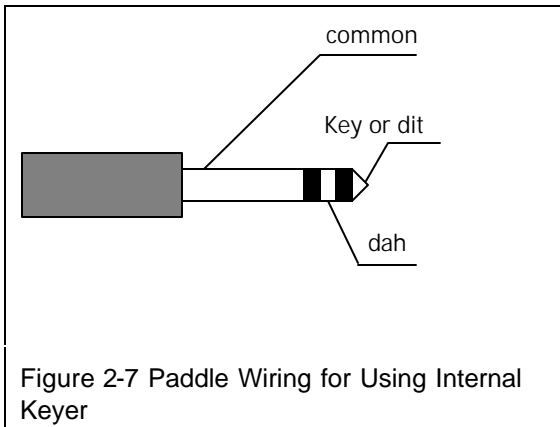 common
Key or dit
dah
Figure 2-7 Paddle Wiring for Using Internal
Keyer